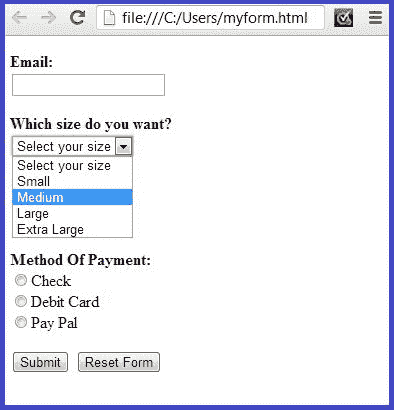 file:///C:/Users/myform.html
Email:
Which size do you want?
Select your size
Select your size
Small
Medium
Large
Extra Large
Method Of Payment:
Check
Debit Card
Pay Pal
Submit Reset Form